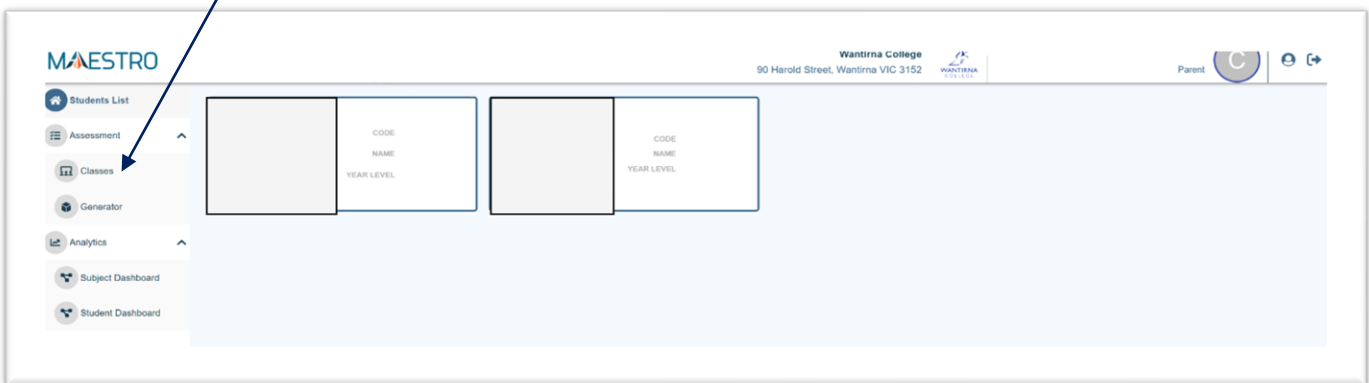 MAESTRO
Wantirna College
90 Harold Street, Wantirna VIC 3152
WANTIRNA
COLLEGE
Parent
C
Students List
Assessment
Classes
Generator
Analytics
Subject Dashboard
Student Dashboard
CODE
NAME
YEAR LEVEL
CODE
NAME
YEAR LEVEL